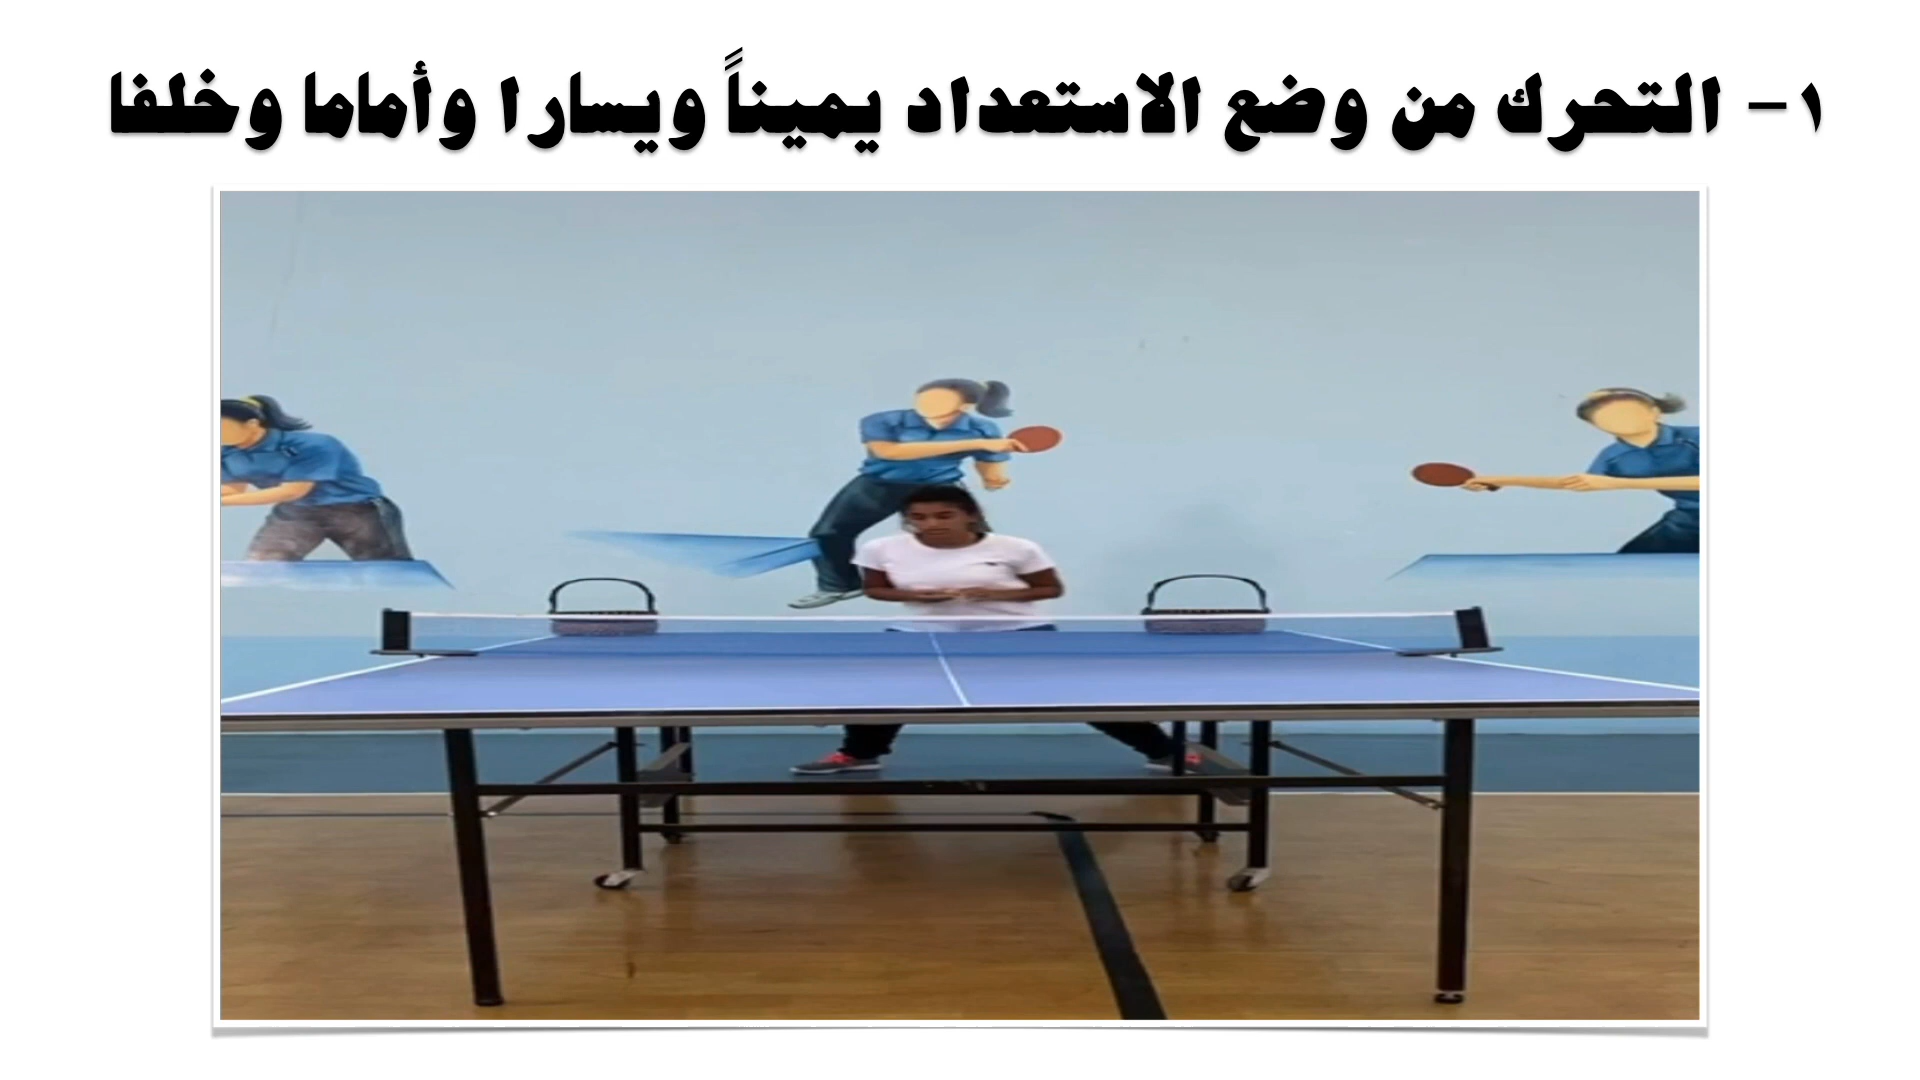 ١- التحرك من وضع الاستعداد يميناً ويسارا وأماما وخلفا